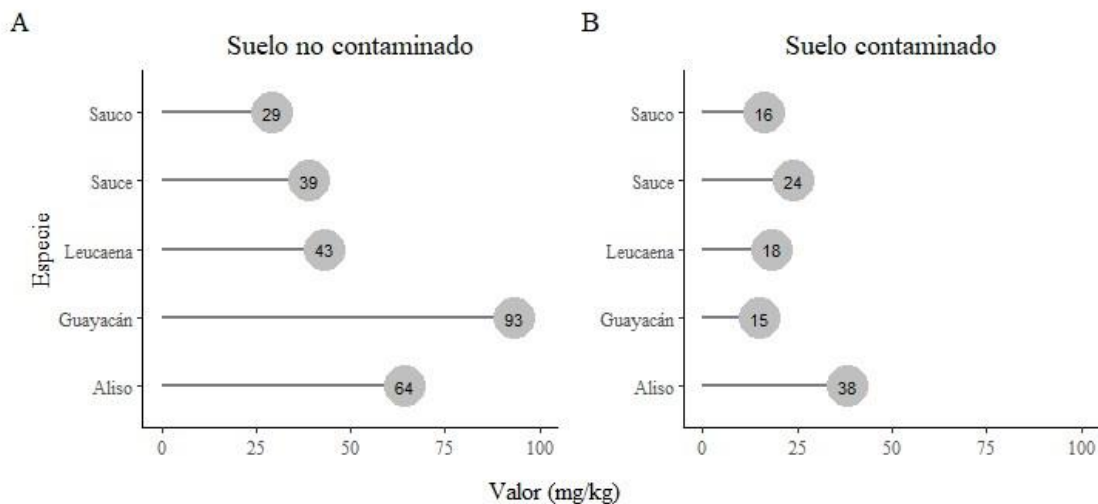 A
Suelo no contaminado
Especie
Sauco
29
Sauce
39
Leucaena
43
Guayacán
93
Aliso
64
0 25 50 75 100
B
Suelo contaminado
Sauco
16
Sauce
24
Leucaena
18
Guayacán
15
Aliso
38
0 25 50 75 100
Valor (mg/kg)